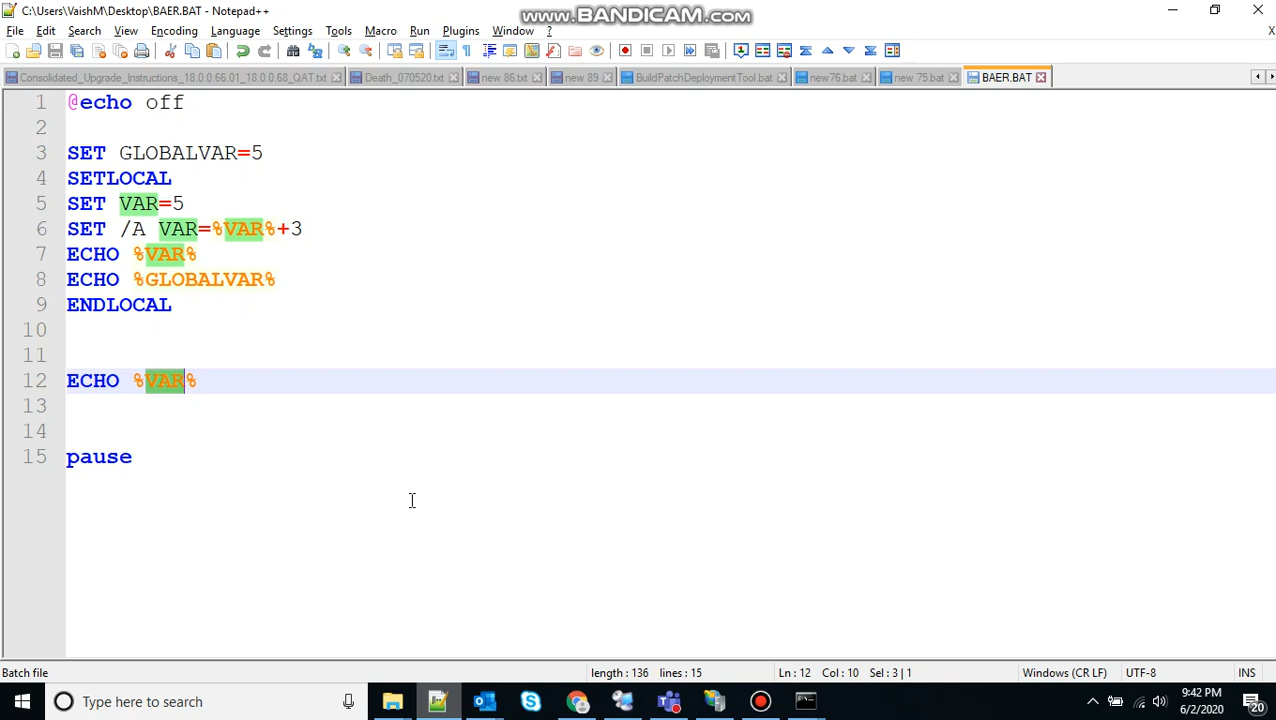 C:\Users\VaishM\Desktop\BAER.BAT - Notepad++
www.BANDICAM.com
File Edit Search View Encoding Language Settings Tools Macro Run Plugins Window ?
Consolidated_Upgrade_Instructions_18.0.0.66.01_18.0.0.68_QAT.txt Death_070520.txt new 86.txt new 89 BuildPatchDeploymentTool.bat new76.bat new 75.bat BAER.BAT
1 @echo off
2
3 SET GLOBALVAR=5
4 SETLOCAL
5 SET VAR=5
6 SET /A VAR=%VAR%+3
7 ECHO %VAR%
8 ECHO %GLOBALVAR%
9 ENDLOCAL
10
11
12 ECHO %VAR%
13
14
15 pause
Batch file length : 136 lines : 15 Ln : 12 Col : 10 Sel : 3 | 1 Windows (CR LF) UTF-8 INS
Type here to search
9:42 PM
6/2/2020
20